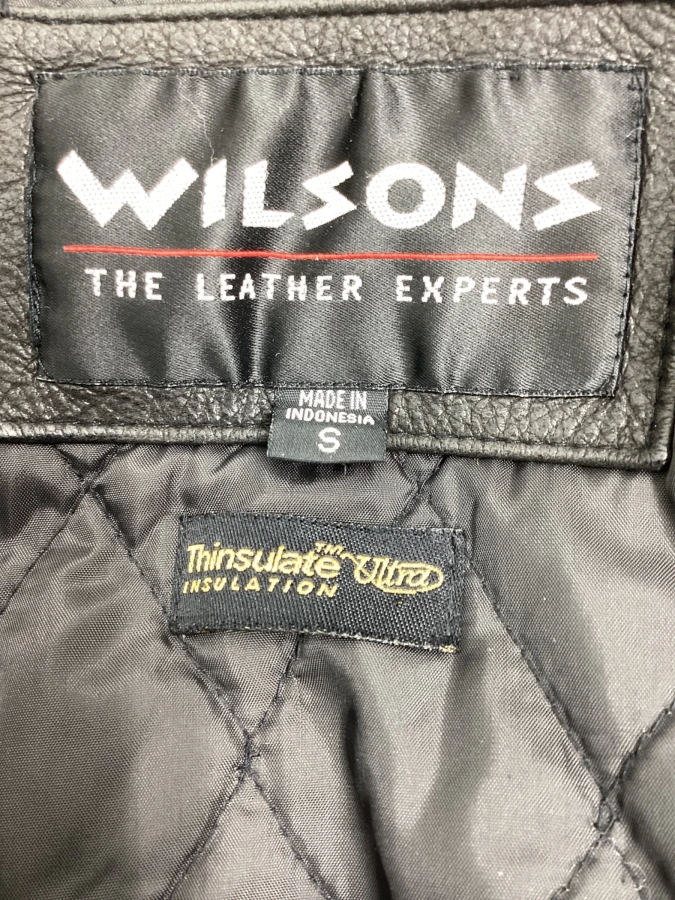 WILSONS
THE LEATHER EXPERTS
MADE IN
INDONESIA
S
Thinsulate™ Ultra
INSULATION